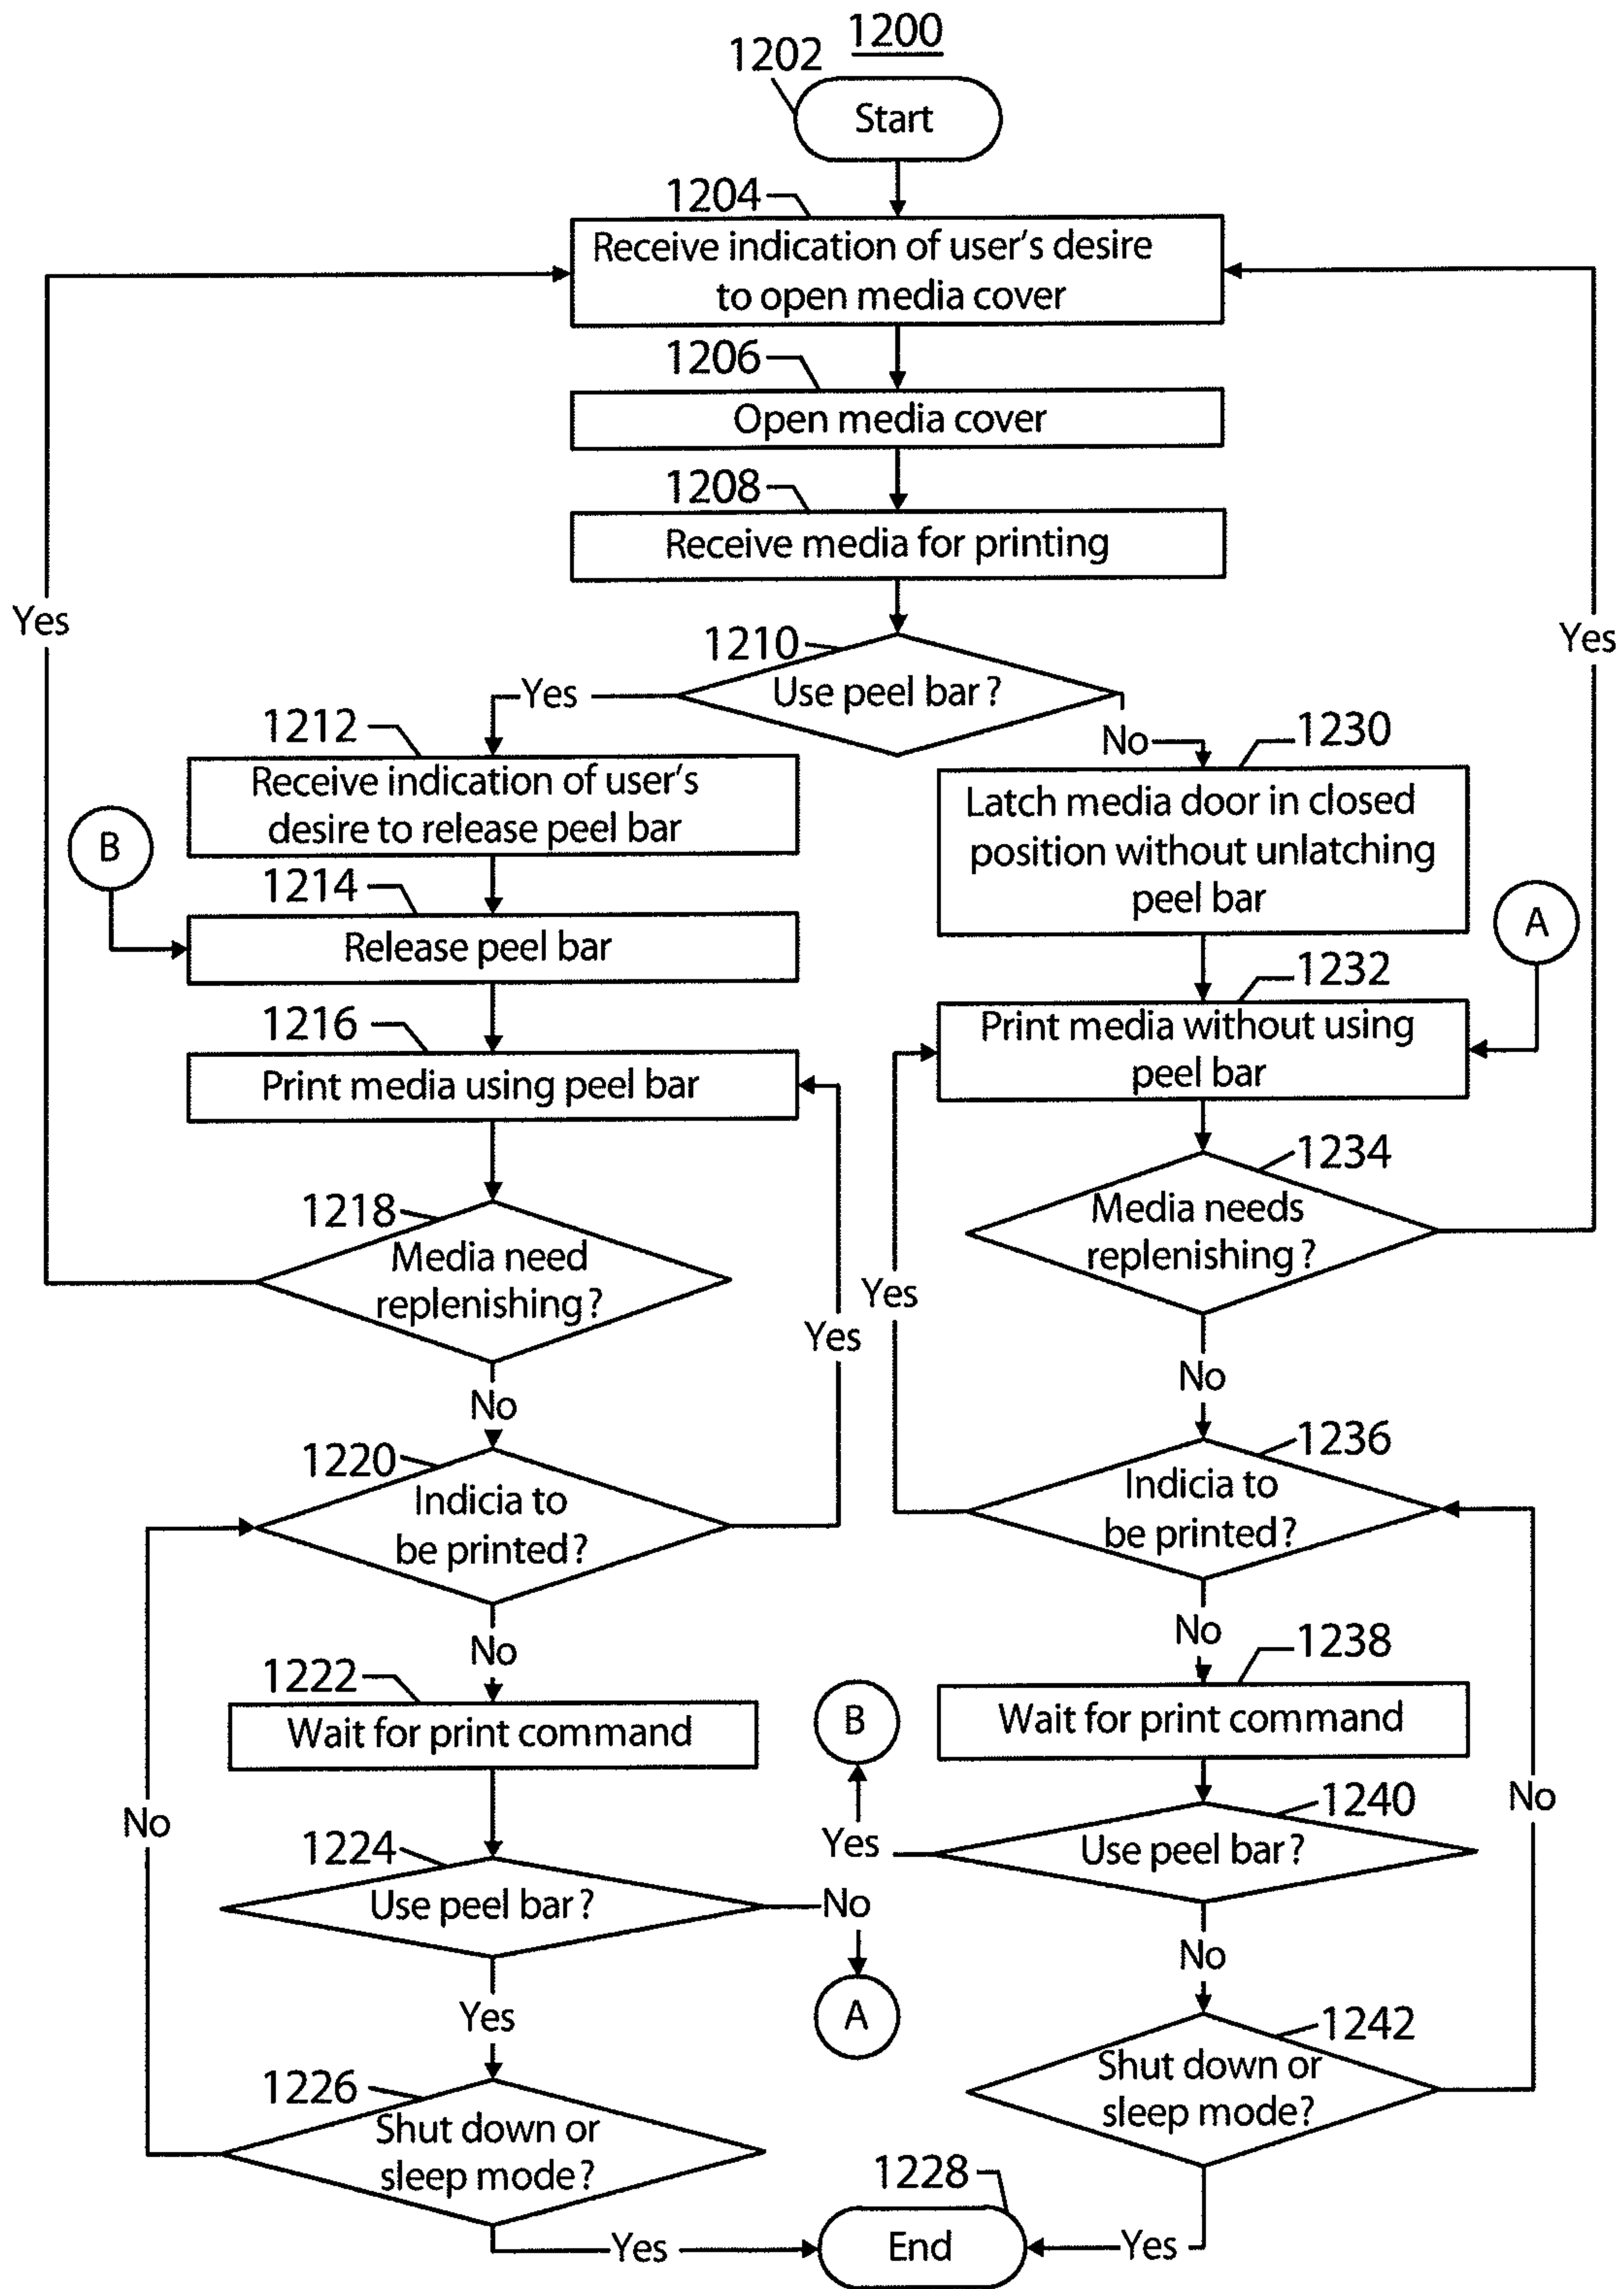 1200
1202
Start
1204
Receive indication of user's desire
to open media cover
1206
Open media cover
1208
Receive media for printing
Yes
Yes
1210
Use peel bar?
Yes
No
1212
Receive indication of user's
desire to release peel bar
1230
Latch media door in closed
position without unlatching
peel bar
B
A
1214
Release peel bar
1216
Print media using peel bar
1232
Print media without using
peel bar
1218
Media need
replenishing?
Yes
No
1234
Media needs
replenishing?
Yes
No
1220
Indicia to
be printed?
No
1236
Indicia to
be printed?
No
1222
Wait for print command
1238
Wait for print command
B
Yes
No
No
1224
Use peel bar?
No
A
Yes
1240
Use peel bar?
No
1226
Shut down or
sleep mode?
Yes
1242
Shut down or
sleep mode?
Yes
1228
End